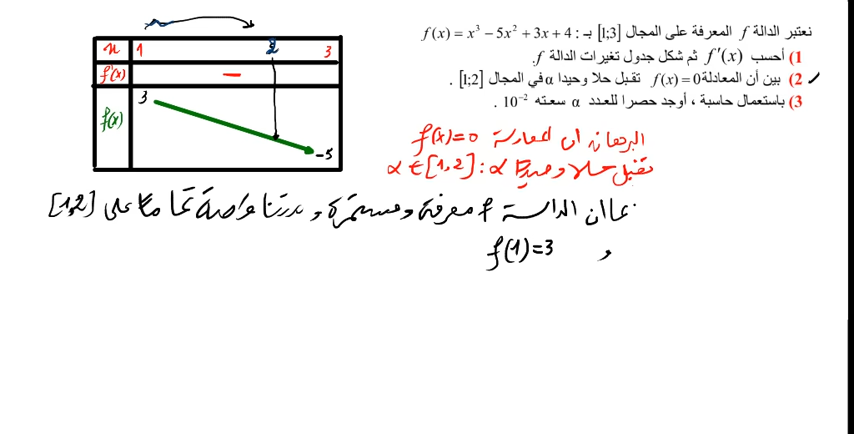 نعتبر الدالة f المعرفة على المجال [1;3] بـ : f(x) = x³ − 5x² + 3x + 4
1) أحسب f'(x) ثم شكل جدول تغيرات الدالة f.
2) بين أن المعادلة f(x) = 0 تقبل حلا وحيدا α في المجال [1;2] .
3) باستعمال حاسبة ، أوجد حصرا للعدد α سعته 10⁻² .
x 1 2 3
f'(x) −
f(x) 3 −5
البرهان أن المعادلة f(x)=0
تقبل حلا وحيدا α : α ∈ [1,2]
بما ان الدالة f معرفة ومستمرة و تماما على [1,2]
و f(1)=3